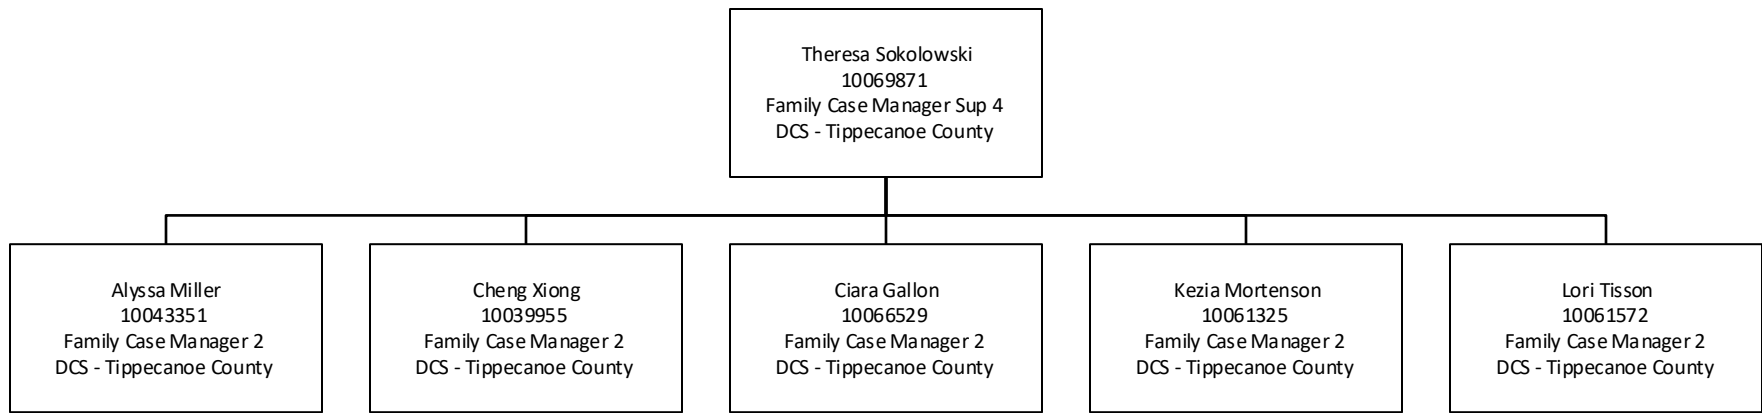 Theresa Sokolowski
10069871
Family Case Manager Sup 4
DCS - Tippecanoe County
Alyssa Miller
10043351
Family Case Manager 2
DCS - Tippecanoe County
Cheng Xiong
10039955
Family Case Manager 2
DCS - Tippecanoe County
Ciara Gallon
10066529
Family Case Manager 2
DCS - Tippecanoe County
Kezia Mortenson
10061325
Family Case Manager 2
DCS - Tippecanoe County
Lori Tisson
10061572
Family Case Manager 2
DCS - Tippecanoe County